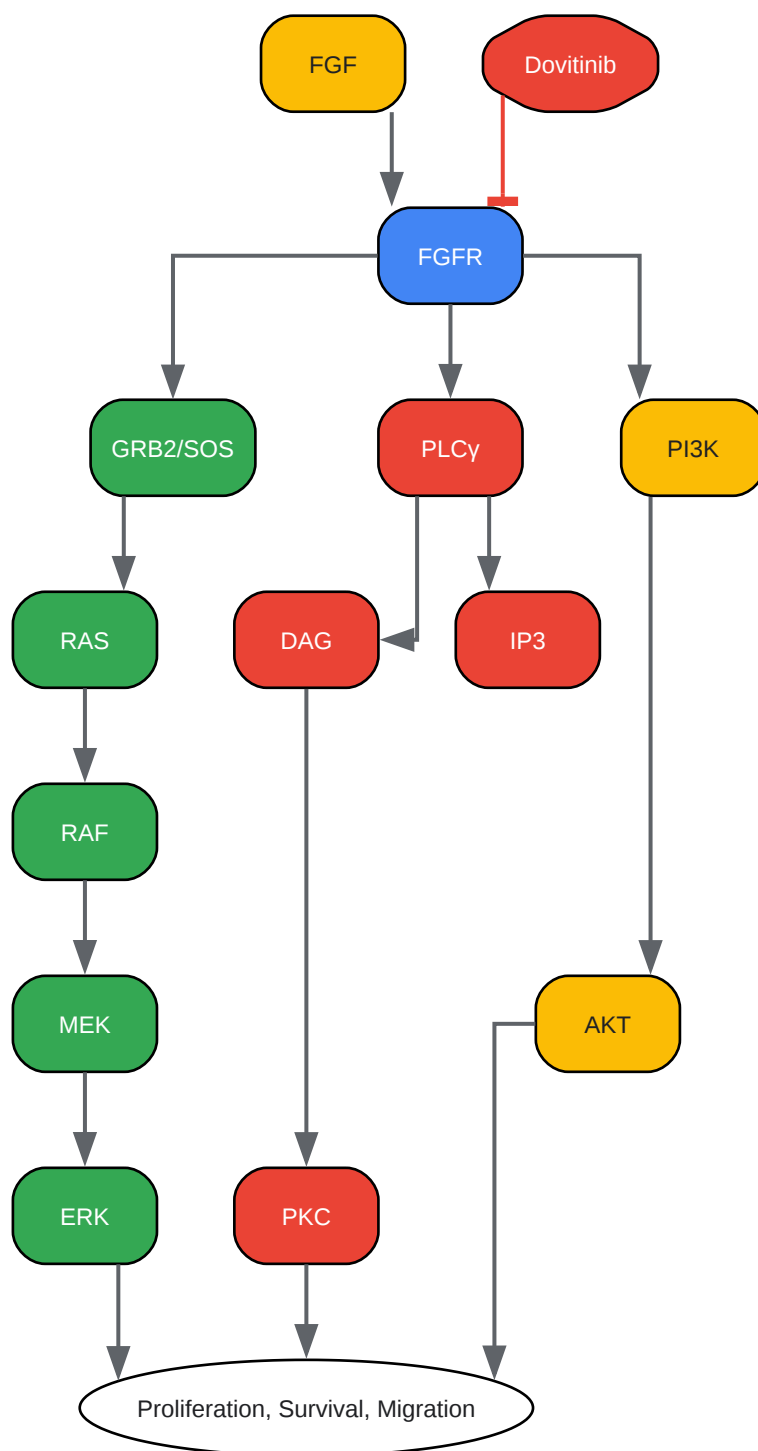 FGF
Dovitinib
FGFR
GRB2/SOS
PLCγ
PI3K
RAS
DAG
IP3
RAF
MEK
AKT
ERK
PKC
Proliferation, Survival, Migration